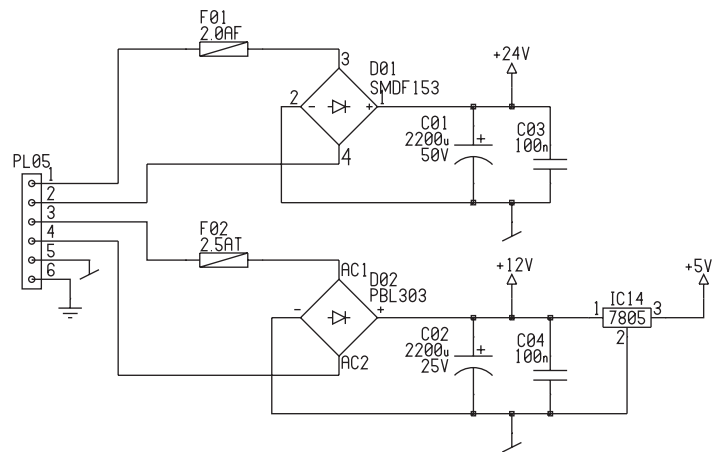 F01
2.0AF
3
D01
SMDF153
+24V
2
-
+
1
C01
2200u
50V
+
C03
100n
4
PL05
1
2
3
4
5
6
F02
2.5AT
AC1
D02
PBL303
+12V
+5V
-
+
IC14
1
7805
3
2
C02
2200u
25V
+
C04
100n
AC2